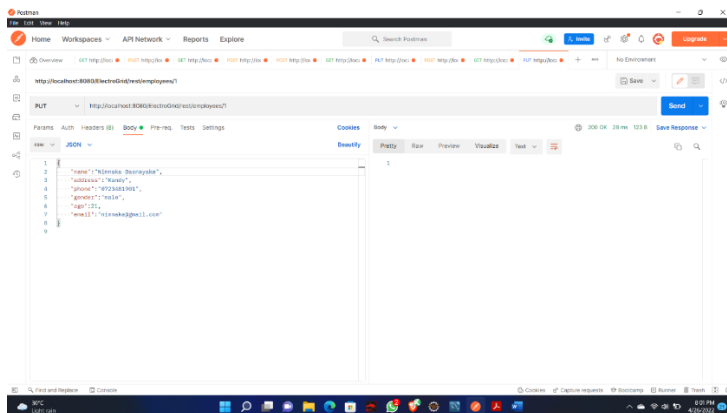 Postman
File Edit View Help
Home Workspaces API Network Reports Explore
Search Postman
Invite
Upgrade
Overview
No Environment
http://localhost:8080/ElectroGrid/rest/employees/1
Save
PUT
http://localhost:8080/ElectroGrid/rest/employees/1
Send
Params Auth Headers (8) Body Pre-req. Tests Settings
Cookies
Body
200 OK 28 ms 123 B Save Response
raw JSON
Beautify
Pretty Raw Preview Visualize Text
1 {
2 "name":"Nimnaka Basnayaka",
3 "address":"Kandy",
4 "phone":"0723481901",
5 "gender":"male",
6 "age":21,
7 "email":"nimnaka@gmail.com"
8 }
9
1
Find and Replace Console
Cookies Capture requests Bootcamp Runner Trash
30°C
Light rain
6:01 PM
4/26/2022